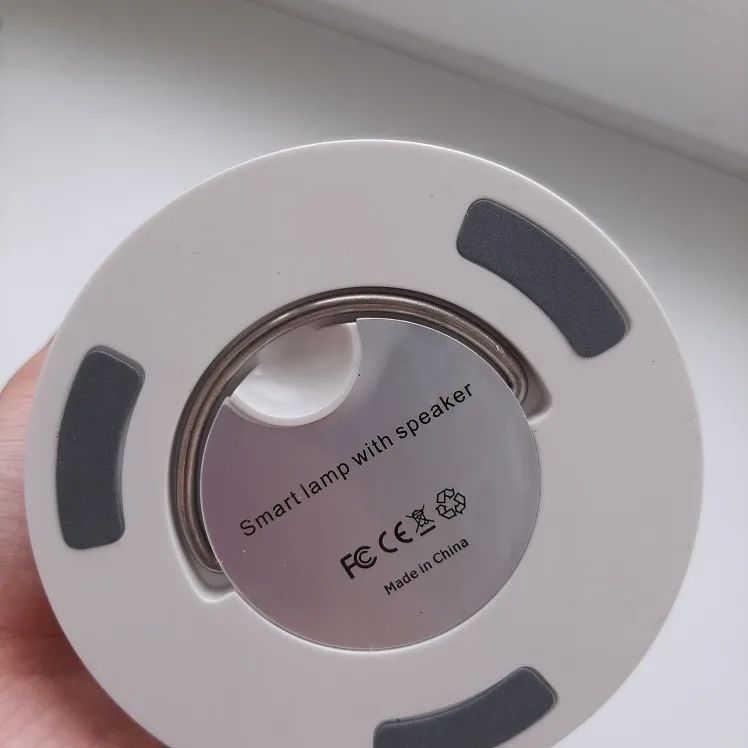 Smart lamp with speaker
FC CE
Made in China